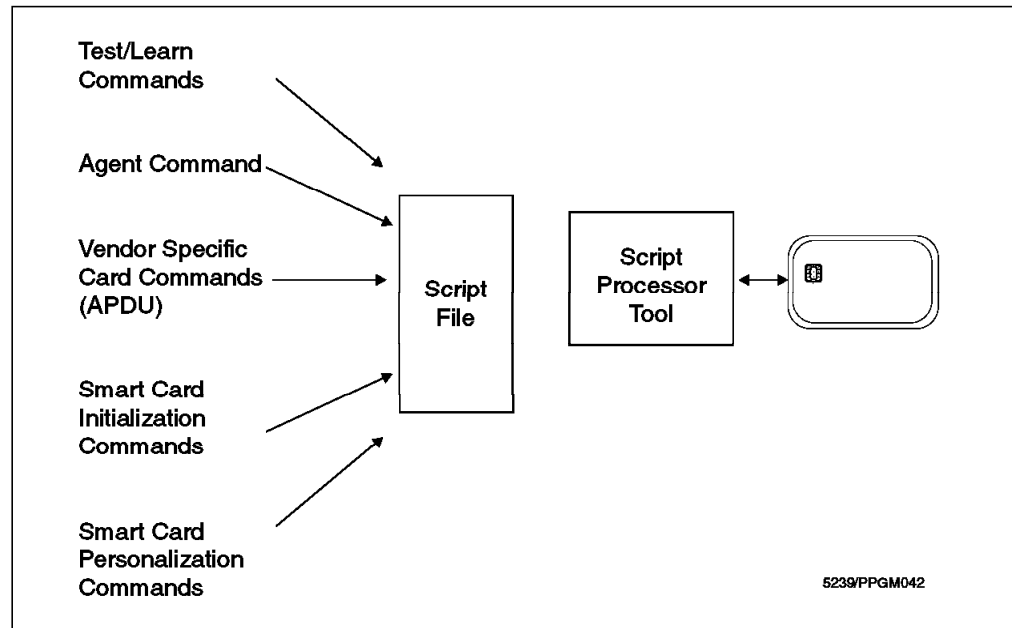 Test/Learn
Commands
Agent Command
Vendor Specific
Card Commands
(APDU)
Smart Card
Initialization
Commands
Smart Card
Personalization
Commands
Script
File
Script
Processor
Tool
5239/PPGM042